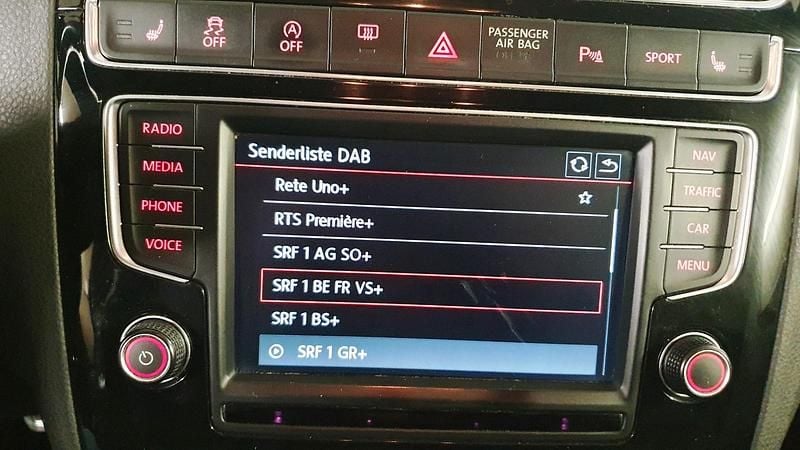 OFF
OFF
PASSENGER
AIR BAG
SPORT
RADIO
MEDIA
PHONE
VOICE
Senderliste DAB
Rete Uno+
RTS Première+
SRF 1 AG SO+
SRF 1 BE FR VS+
SRF 1 BS+
SRF 1 GR+
NAV
TRAFFIC
CAR
MENU